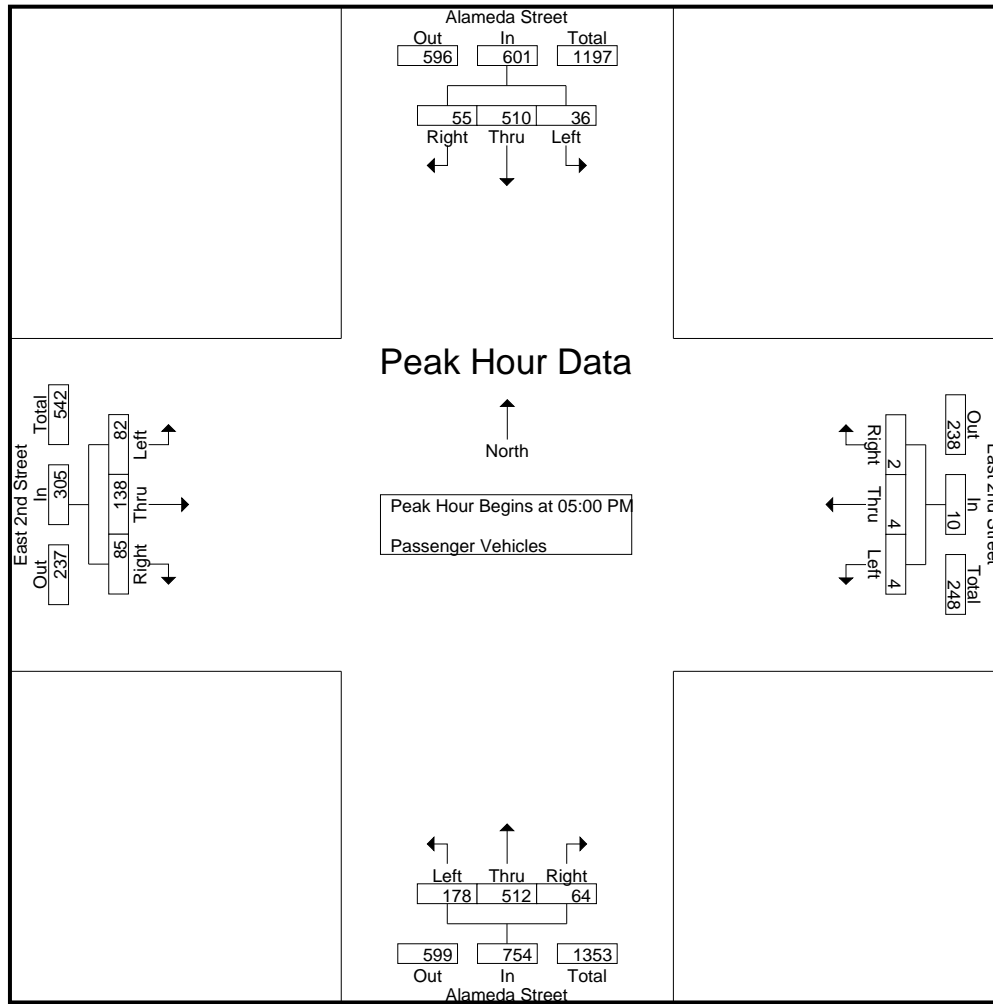 Alameda Street
Out In Total
596 601 1197
55 510 36
Right Thru Left
Peak Hour Data
North
Peak Hour Begins at 05:00 PM
Passenger Vehicles
East 2nd Street
Out In Total
237 305 542
82 138 85
Left Thru Right
East 2nd Street
Out In Total
238 10 248
Right Thru Left
2 4 4
Left Thru Right
178 512 64
599 754 1353
Out In Total
Alameda Street